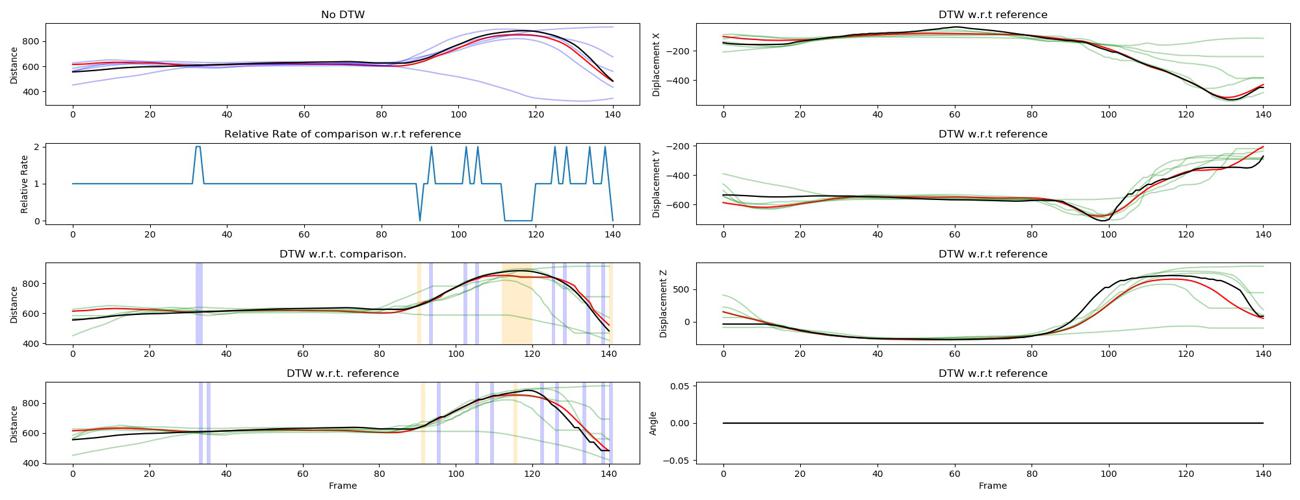 No DTW
Distance
800
600
400
0 20 40 60 80 100 120 140
Relative Rate of comparison w.r.t reference
Relative Rate
2
1
0
0 20 40 60 80 100 120 140
DTW w.r.t. comparison.
Distance
800
600
400
0 20 40 60 80 100 120 140
DTW w.r.t. reference
Distance
800
600
400
0 20 40 60 80 100 120 140
Frame
DTW w.r.t reference
Diplacement X
−200
−400
0 20 40 60 80 100 120 140
DTW w.r.t reference
Displacement Y
−200
−400
−600
0 20 40 60 80 100 120 140
DTW w.r.t reference
Displacement Z
500
0
0 20 40 60 80 100 120 140
DTW w.r.t reference
Angle
0.05
0.00
−0.05
0 20 40 60 80 100 120 140
Frame